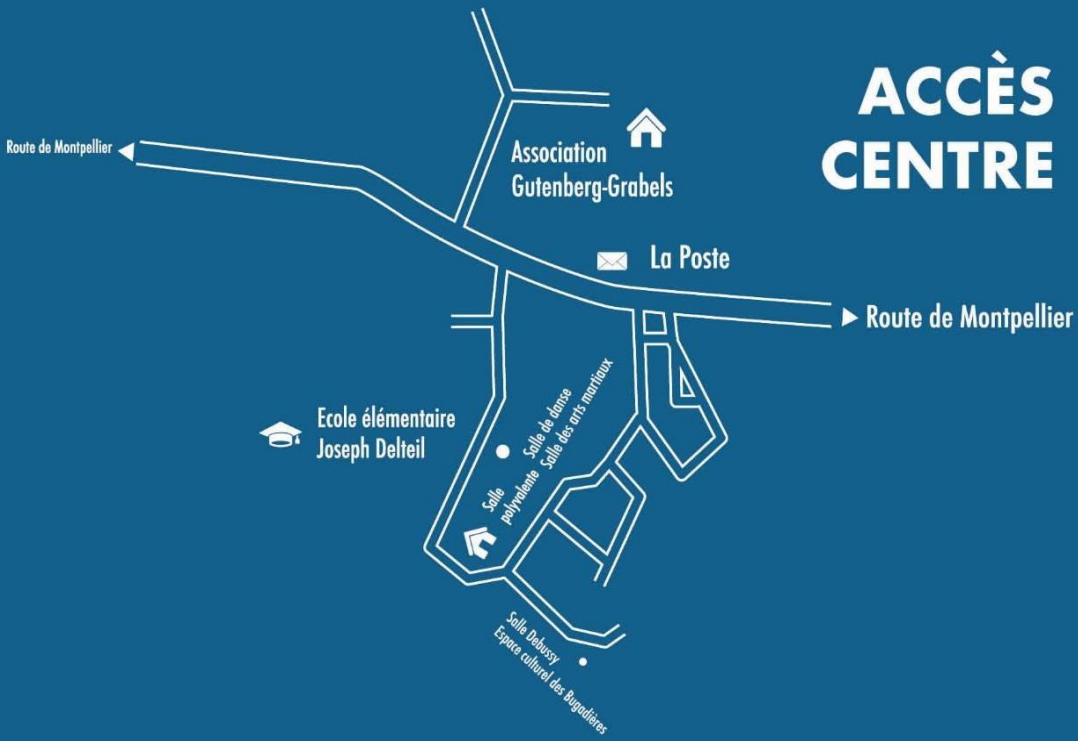 ACCÈS
CENTRE
Route de Montpellier
Association
Gutenberg-Grabels
La Poste
Route de Montpellier
Ecole élémentaire
Joseph Delteil
Salle de danse
Salle des arts martiaux
Salle
polyvalente
Salle Debussy
Espace culturel des Bugadières